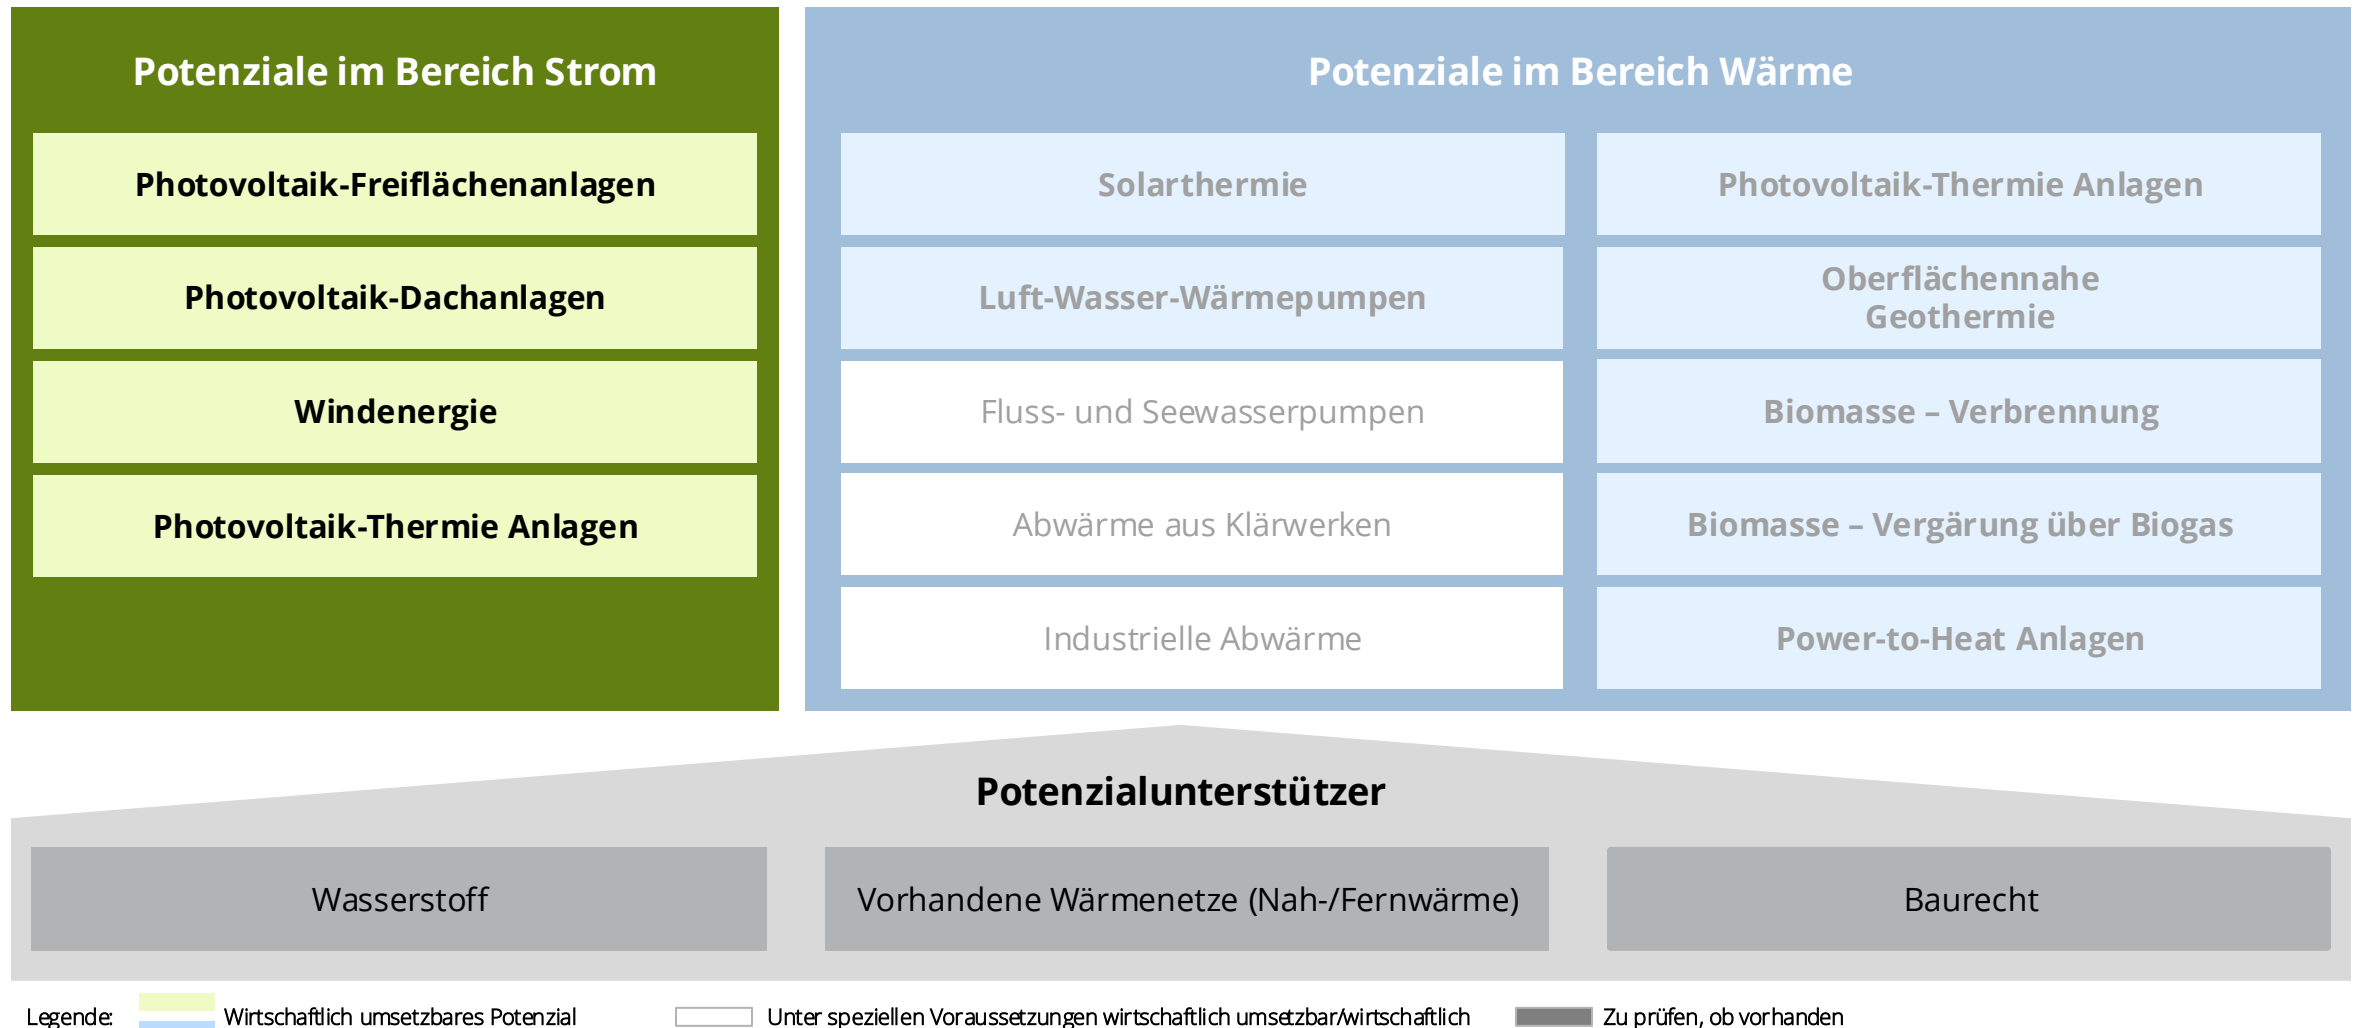 Potenziale im Bereich Strom
Photovoltaik-Freiflächenanlagen
Photovoltaik-Dachanlagen
Windenergie
Photovoltaik-Thermie Anlagen
Potenziale im Bereich Wärme
Solarthermie
Luft-Wasser-Wärmepumpen
Fluss- und Seewasserpumpen
Abwärme aus Klärwerken
Industrielle Abwärme
Photovoltaik-Thermie Anlagen
Oberflächennahe
Geothermie
Biomasse – Verbrennung
Biomasse – Vergärung über Biogas
Power-to-Heat Anlagen
Potenzialunterstützer
Wasserstoff
Vorhandene Wärmenetze (Nah-/Fernwärme)
Baurecht
Legende:
Wirtschaftlich umsetzbares Potenzial
Unter speziellen Voraussetzungen wirtschaftlich umsetzbar/wirtschaftlich
Zu prüfen, ob vorhanden